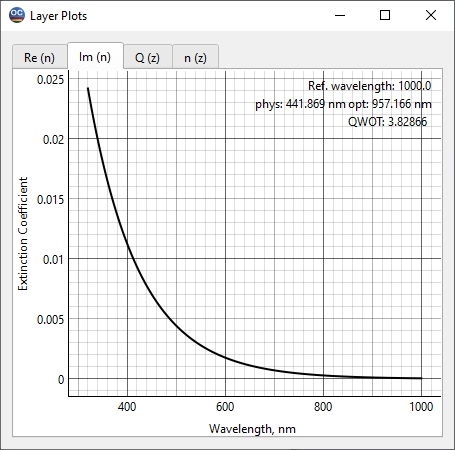 OC Layer Plots
Re (n) Im (n) Q (z) n (z)
Ref. wavelength: 1000.0
phys: 441.869 nm opt: 957.166 nm
QWOT: 3.82866
Extinction Coefficient
0.025
0.02
0.015
0.01
0.005
0
400 600 800 1000
Wavelength, nm